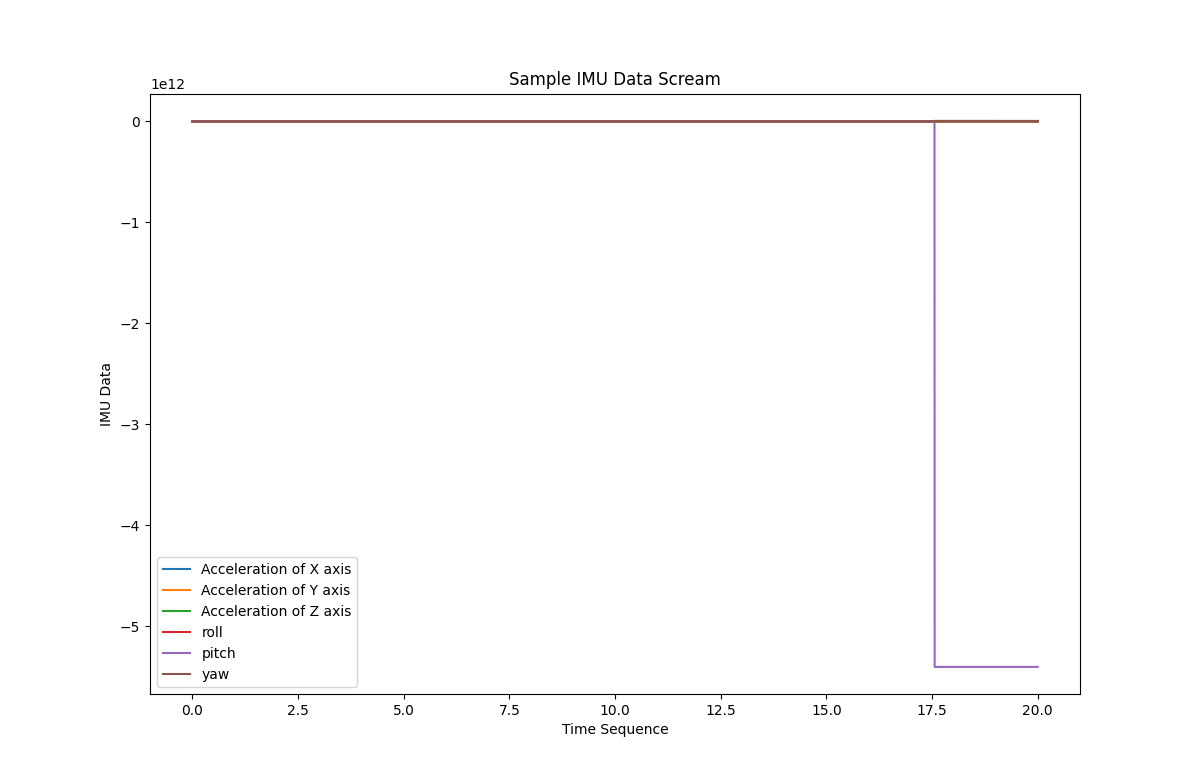 Sample IMU Data Scream
1e12
0
−1
−2
−3
−4
−5
IMU Data
Acceleration of X axis
Acceleration of Y axis
Acceleration of Z axis
roll
pitch
yaw
0.0 2.5 5.0 7.5 10.0 12.5 15.0 17.5 20.0
Time Sequence